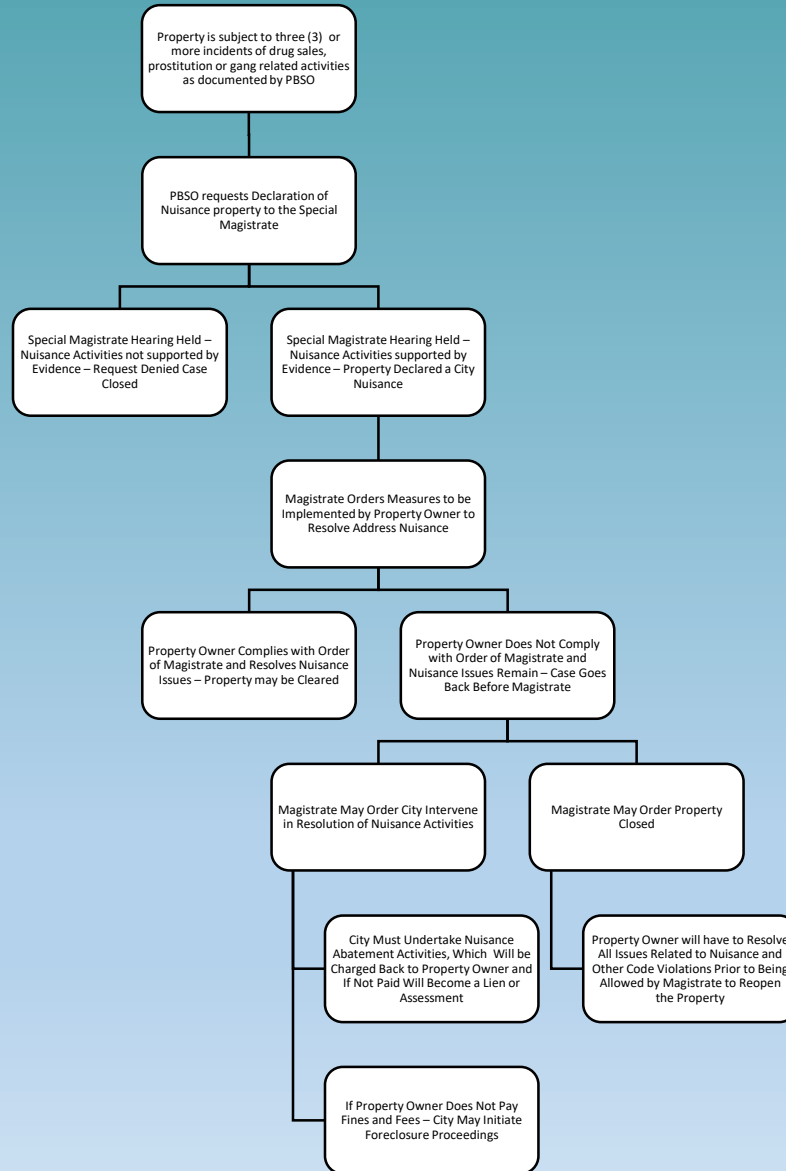 Property is subject to three (3) or
more incidents of drug sales,
prostitution or gang related activities
as documented by PBSO
PBSO requests Declaration of
Nuisance property to the Special
Magistrate
Special Magistrate Hearing Held –
Nuisance Activities not supported by
Evidence – Request Denied Case
Closed
Special Magistrate Hearing Held –
Nuisance Activities supported by
Evidence – Property Declared a City
Nuisance
Magistrate Orders Measures to be
Implemented by Property Owner to
Resolve Address Nuisance
Property Owner Complies with Order
of Magistrate and Resolves Nuisance
Issues – Property may be Cleared
Property Owner Does Not Comply
with Order of Magistrate and
Nuisance Issues Remain – Case Goes
Back Before Magistrate
Magistrate May Order City Intervene
in Resolution of Nuisance Activities
Magistrate May Order Property
Closed
City Must Undertake Nuisance
Abatement Activities, Which Will be
Charged Back to Property Owner and
If Not Paid Will Become a Lien or
Assessment
Property Owner will have to Resolve
All Issues Related to Nuisance and
Other Code Violations Prior to Being
Allowed by Magistrate to Reopen
the Property
If Property Owner Does Not Pay
Fines and Fees – City May Initiate
Foreclosure Proceedings